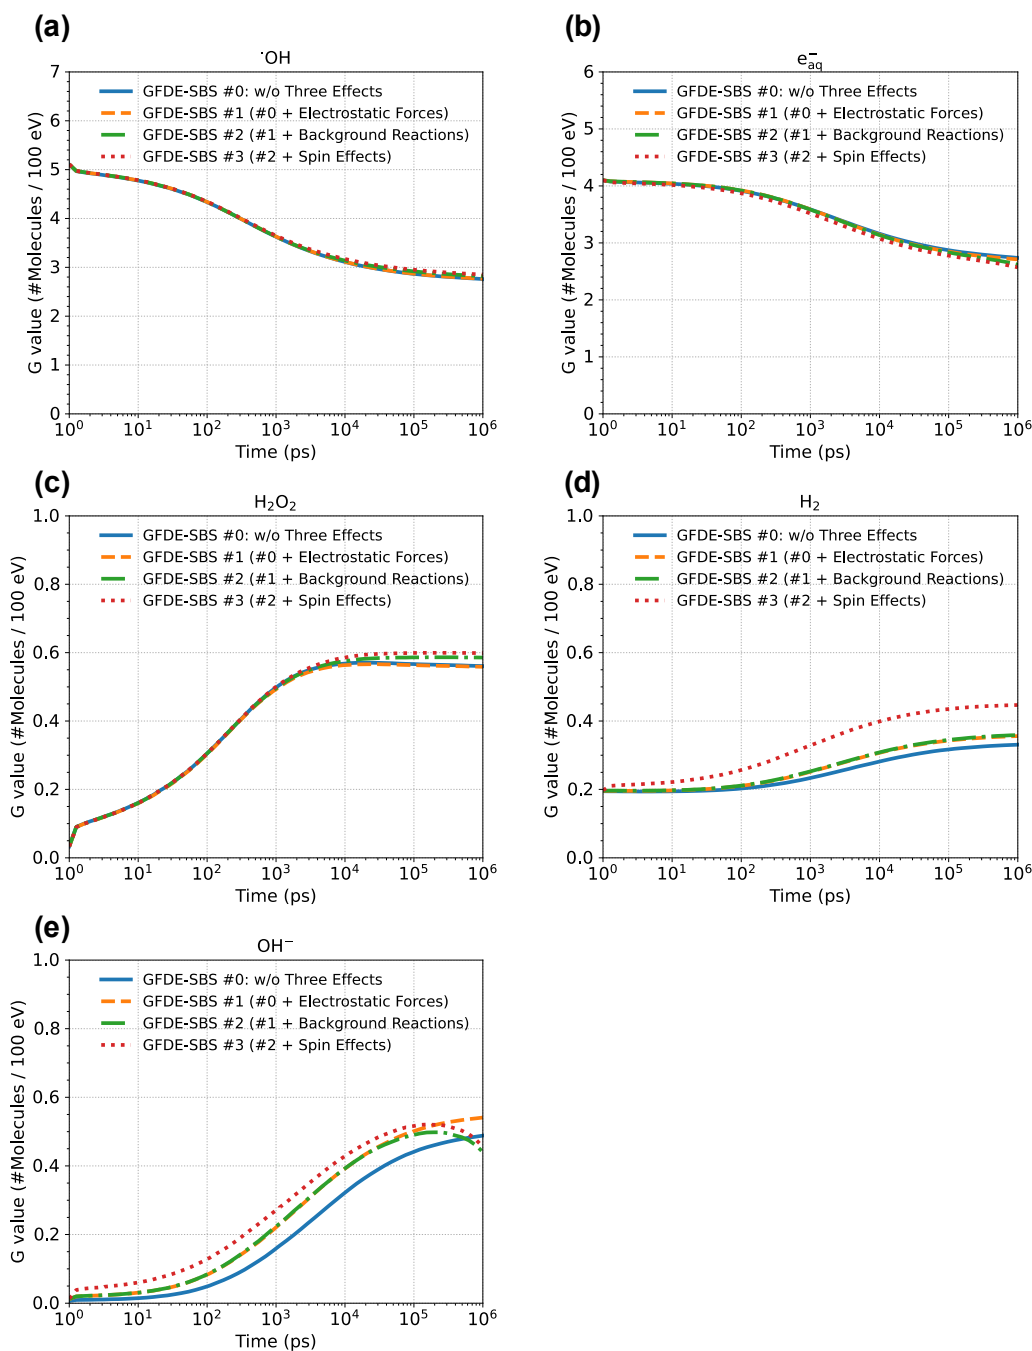 (a)
˙OH
GFDE-SBS #0: w/o Three Effects
GFDE-SBS #1 (#0 + Electrostatic Forces)
GFDE-SBS #2 (#1 + Background Reactions)
GFDE-SBS #3 (#2 + Spin Effects)
G value (#Molecules / 100 eV)
7
6
5
4
3
2
1
0
10⁰ 10¹ 10² 10³ 10⁴ 10⁵ 10⁶
Time (ps)
(b)
e⁻aq
GFDE-SBS #0: w/o Three Effects
GFDE-SBS #1 (#0 + Electrostatic Forces)
GFDE-SBS #2 (#1 + Background Reactions)
GFDE-SBS #3 (#2 + Spin Effects)
G value (#Molecules / 100 eV)
6
5
4
3
2
1
0
10⁰ 10¹ 10² 10³ 10⁴ 10⁵ 10⁶
Time (ps)
(c)
H₂O₂
GFDE-SBS #0: w/o Three Effects
GFDE-SBS #1 (#0 + Electrostatic Forces)
GFDE-SBS #2 (#1 + Background Reactions)
GFDE-SBS #3 (#2 + Spin Effects)
G value (#Molecules / 100 eV)
1.0
0.8
0.6
0.4
0.2
0.0
10⁰ 10¹ 10² 10³ 10⁴ 10⁵ 10⁶
Time (ps)
(d)
H₂
GFDE-SBS #0: w/o Three Effects
GFDE-SBS #1 (#0 + Electrostatic Forces)
GFDE-SBS #2 (#1 + Background Reactions)
GFDE-SBS #3 (#2 + Spin Effects)
G value (#Molecules / 100 eV)
1.0
0.8
0.6
0.4
0.2
0.0
10⁰ 10¹ 10² 10³ 10⁴ 10⁵ 10⁶
Time (ps)
(e)
OH⁻
GFDE-SBS #0: w/o Three Effects
GFDE-SBS #1 (#0 + Electrostatic Forces)
GFDE-SBS #2 (#1 + Background Reactions)
GFDE-SBS #3 (#2 + Spin Effects)
G value (#Molecules / 100 eV)
1.0
0.8
0.6
0.4
0.2
0.0
10⁰ 10¹ 10² 10³ 10⁴ 10⁵ 10⁶
Time (ps)